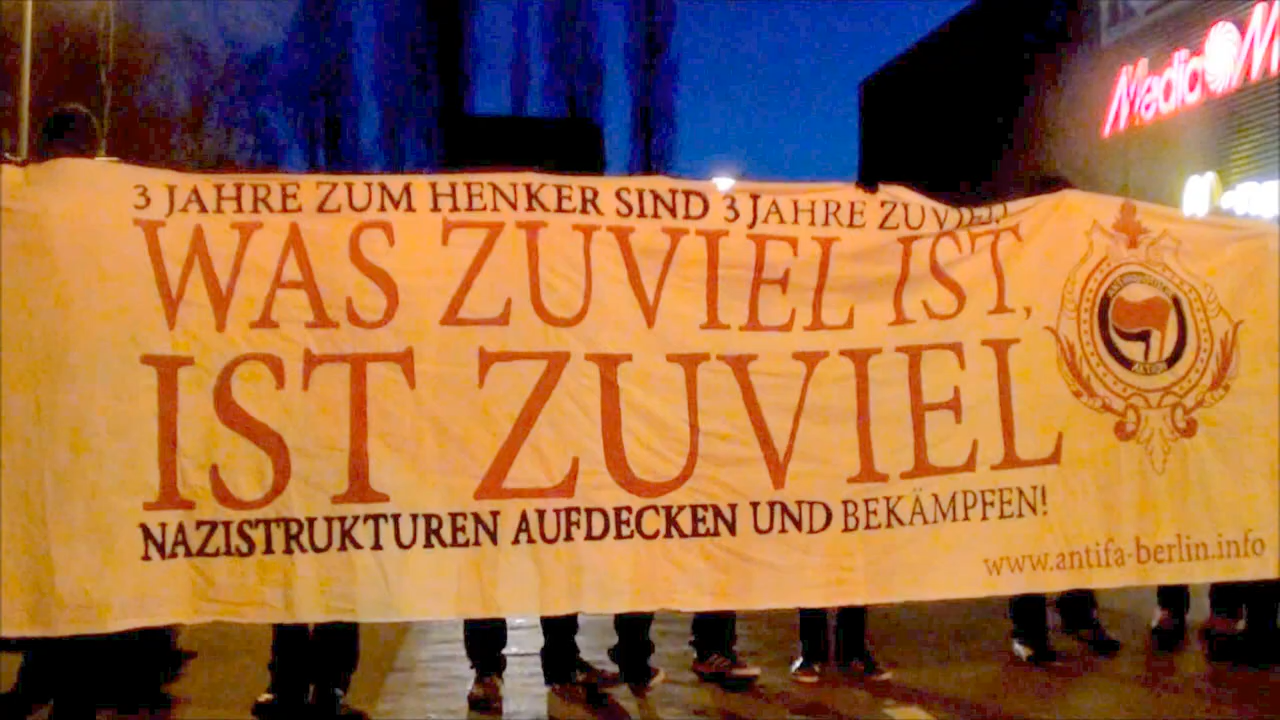 3 JAHRE ZUM HENKER SIND 3 JAHRE ZUVIEL
WAS ZUVIEL IST,
IST ZUVIEL
NAZISTRUKTUREN AUFDECKEN UND BEKÄMPFEN!
www.antifa-berlin.info
Media M